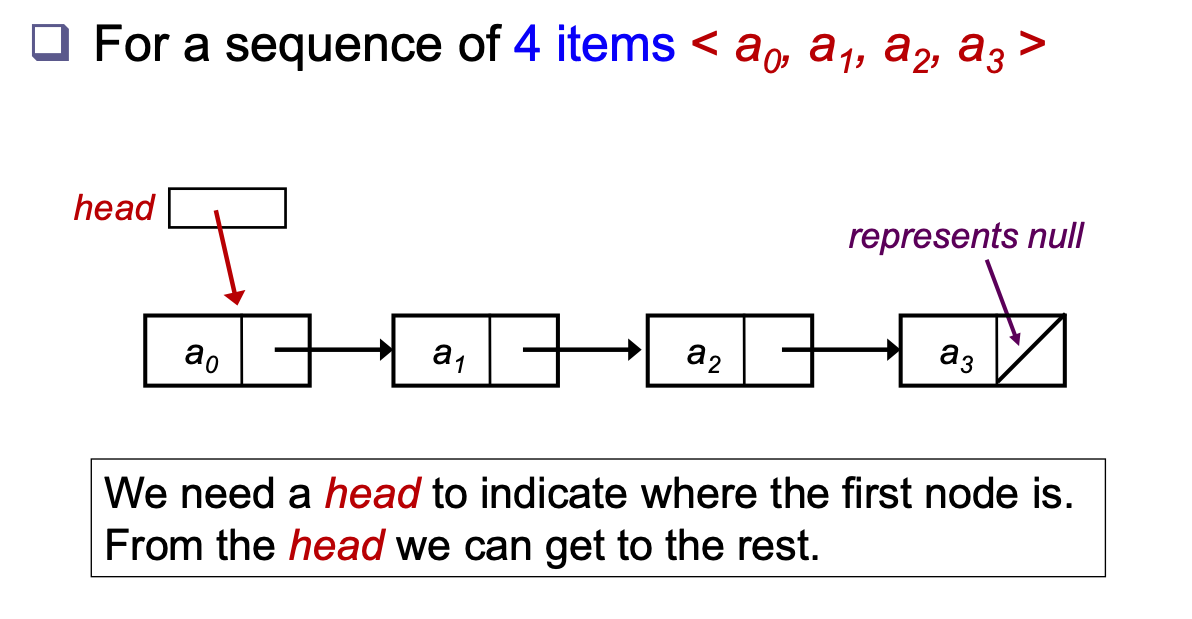 For a sequence of 4 items < a₀, a₁, a₂, a₃ >
head
represents null
a₀ a₁ a₂ a₃
We need a head to indicate where the first node is.
From the head we can get to the rest.